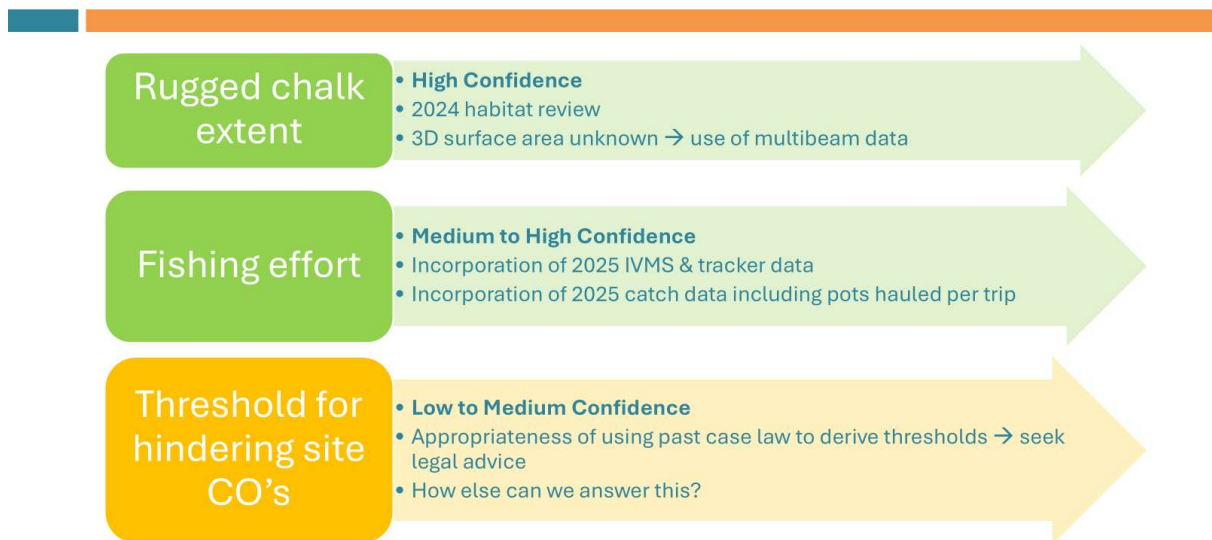 Rugged chalk
extent
• High Confidence
• 2024 habitat review
• 3D surface area unknown → use of multibeam data
Fishing effort
• Medium to High Confidence
• Incorporation of 2025 IVMS & tracker data
• Incorporation of 2025 catch data including pots hauled per trip
Threshold for
hindering site
CO’s
• Low to Medium Confidence
• Appropriateness of using past case law to derive thresholds → seek
legal advice
• How else can we answer this?